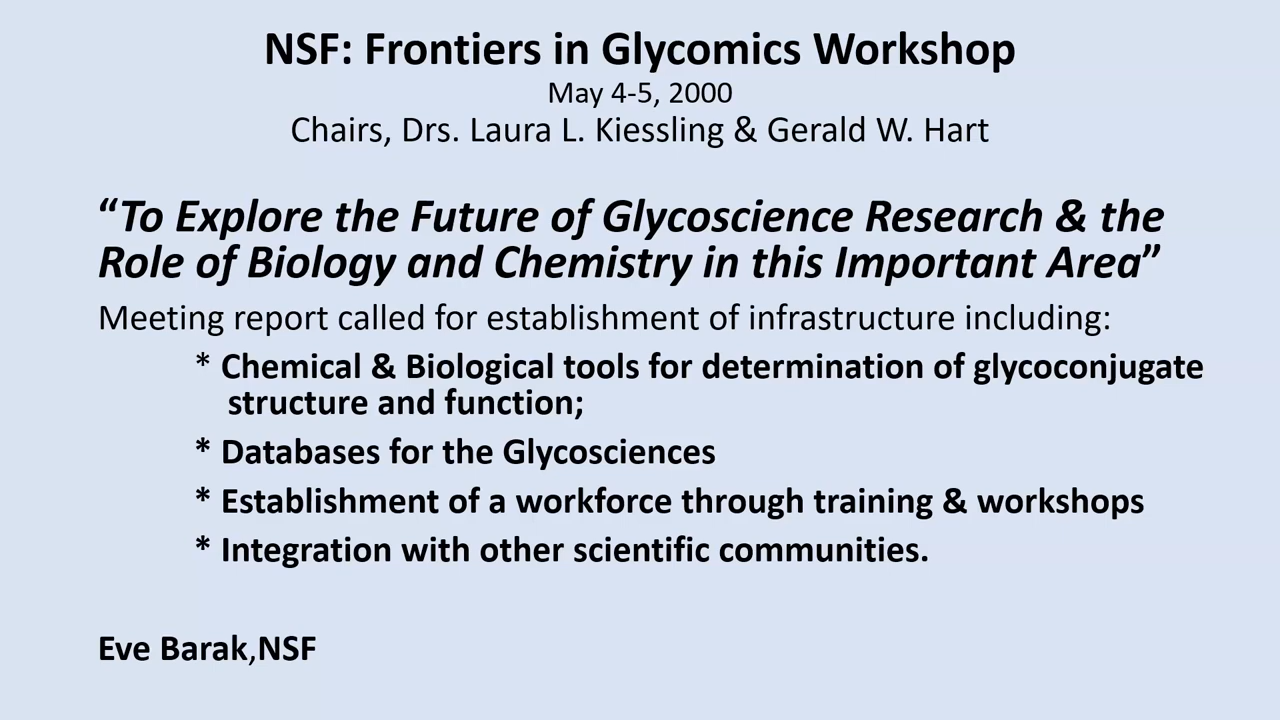 NSF: Frontiers in Glycomics Workshop
May 4-5, 2000
Chairs, Drs. Laura L. Kiessling & Gerald W. Hart
“To Explore the Future of Glycoscience Research & the
Role of Biology and Chemistry in this Important Area”
Meeting report called for establishment of infrastructure including:
* Chemical & Biological tools for determination of glycoconjugate
structure and function;
* Databases for the Glycosciences
* Establishment of a workforce through training & workshops
* Integration with other scientific communities.
Eve Barak,NSF